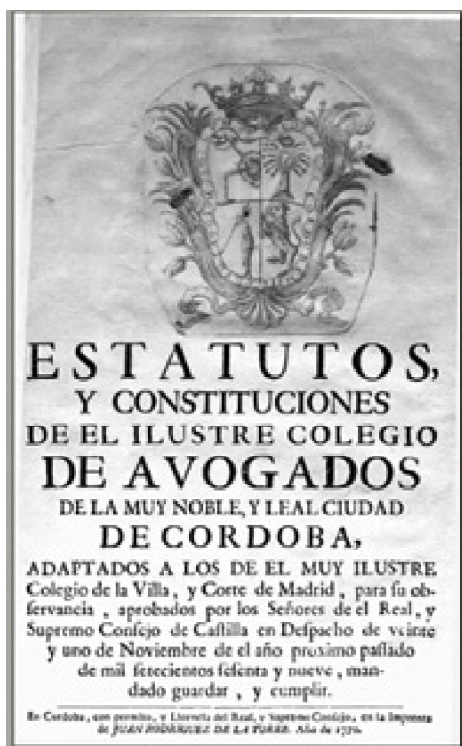 ESTATUTOS,
Y CONSTITUCIONES
DE EL ILUSTRE COLEGIO
DE AVOGADOS
DE LA MUY NOBLE, Y LEAL CIUDAD
DE CORDOBA,
ADAPTADOS A LOS DE EL MUY ILUSTRE
Colegio de la Villa, y Corte de Madrid, para ſu ob-
ſervancia, aprobados por los Señores de el Real, y
Supremo Conſejo de Caſtilla en Deſpacho de veinte
y uno de Noviembre de el año proximo paſſado
de mil ſetecientos ſeſenta y nueve, man-
dado guardar, y cumplir.
En Cordoba, con permiſo, y Licencia del Real, y Supremo Conſejo, en la Imprenta
de JUAN RODRIGUEZ DE LA TORRE. Año de